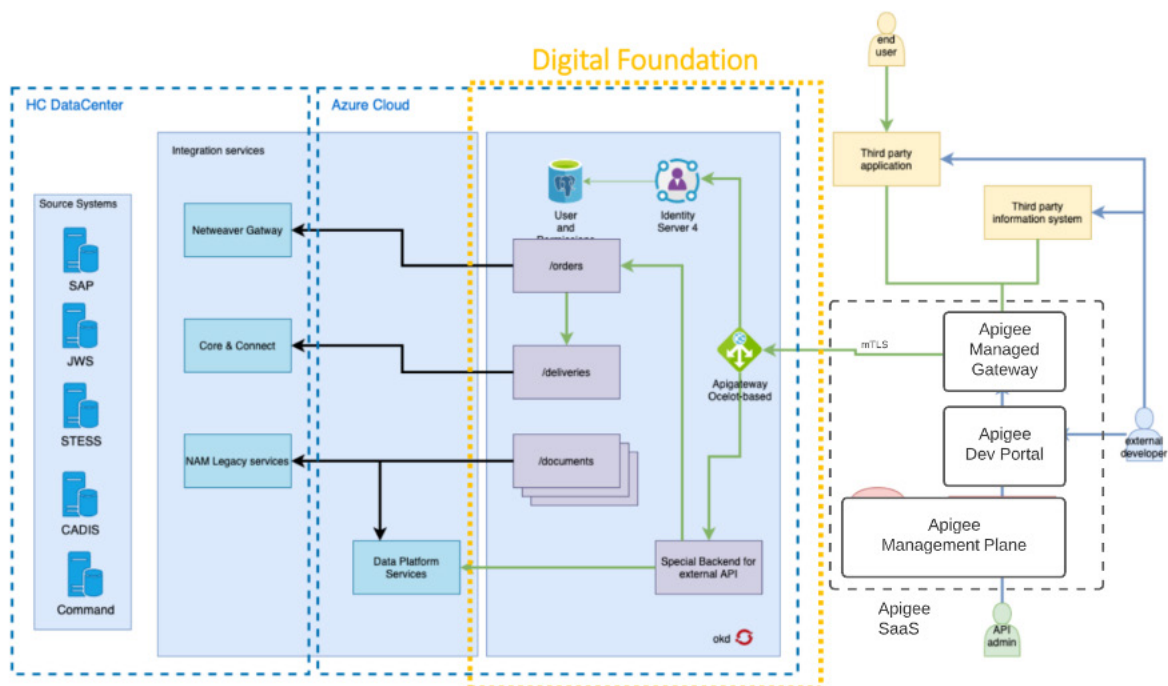 end
user
Digital Foundation
HC DataCenter
Azure Cloud
Integration services
Third party
application
Source Systems
User
and
Permissions
Identity
Server 4
Third party
information system
Netweaver Gatway
SAP
/orders
JWS
Core & Connect
/deliveries
Apigateway
Ocelot-based
mTLS
Apigee
Managed
Gateway
STESS
NAM Legacy services
/documents
Apigee
Dev Portal
external
developer
CADIS
Data Platform
Services
Special Backend for
external API
Apigee
Management Plane
Command
okd
Apigee
SaaS
API
admin